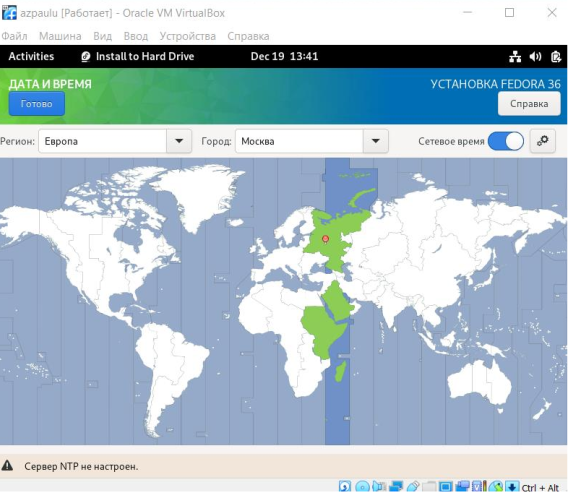 azpaulu [Работает] - Oracle VM VirtualBox
Файл Машина Вид Ввод Устройства Справка
Activities Install to Hard Drive Dec 19 13:41
ДАТА И ВРЕМЯ УСТАНОВКА FEDORA 36
Готово Справка
Регион: Европа Город: Москва Сетевое время
Сервер NTP не настроен.
Ctrl + Alt